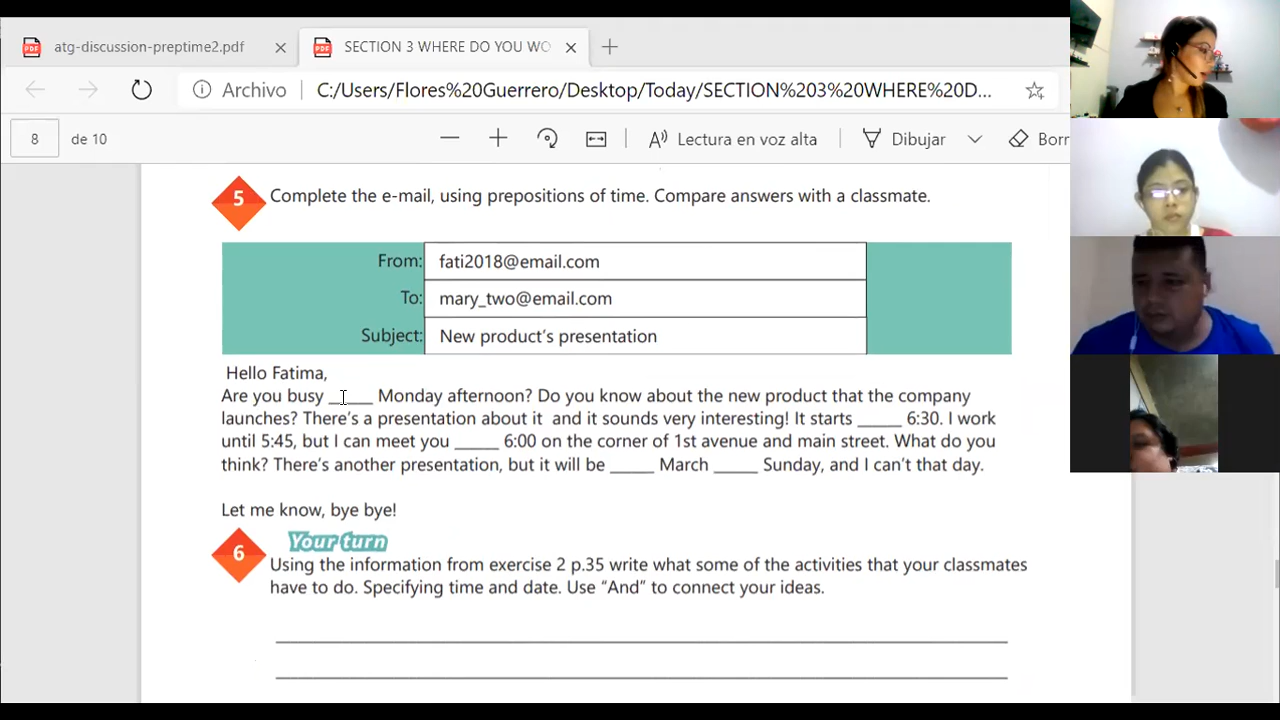 atg-discussion-preptime2.pdf
SECTION 3 WHERE DO YOU WO
Archivo
C:/Users/Flores%20Guerrero/Desktop/Today/SECTION%203%20WHERE%20D...
8
de 10
Lectura en voz alta
Dibujar
Borr
5
Complete the e-mail, using prepositions of time. Compare answers with a classmate.
From:
fati2018@email.com
To:
mary_two@email.com
Subject:
New product's presentation
Hello Fatima,
Are you busy _____ Monday afternoon? Do you know about the new product that the company
launches? There's a presentation about it and it sounds very interesting! It starts _____ 6:30. I work
until 5:45, but I can meet you _____ 6:00 on the corner of 1st avenue and main street. What do you
think? There's another presentation, but it will be _____ March _____ Sunday, and I can't that day.
Let me know, bye bye!
Your turn
6
Using the information from exercise 2 p.35 write what some of the activities that your classmates
have to do. Specifying time and date. Use “And” to connect your ideas.